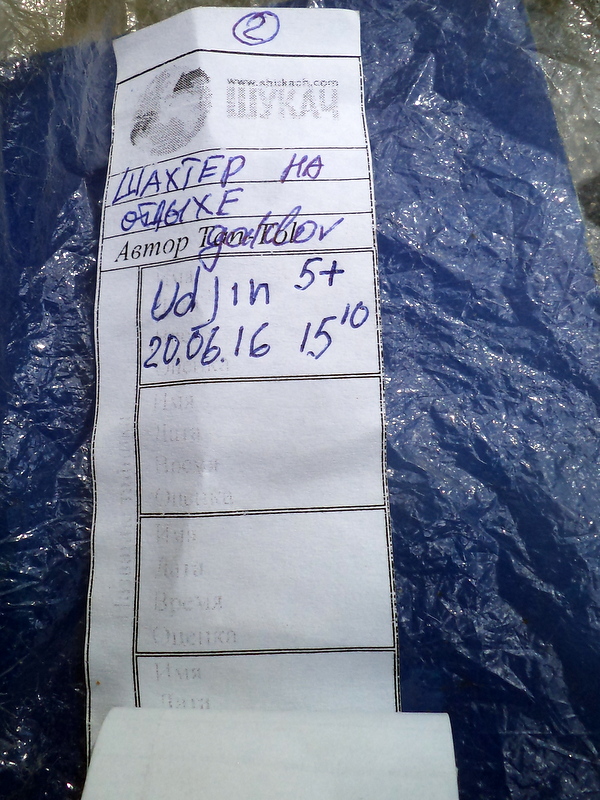 2
www.shukach.com
ШУКАЧ
ШАХТЕР НА
ОТДЫХЕ
Автор
Udjin 5+
20.06.16 15¹⁰
Оценка
Имя
Дата
Время
Оценка
Имя
Дата
Время
Оценка
Имя
Дата